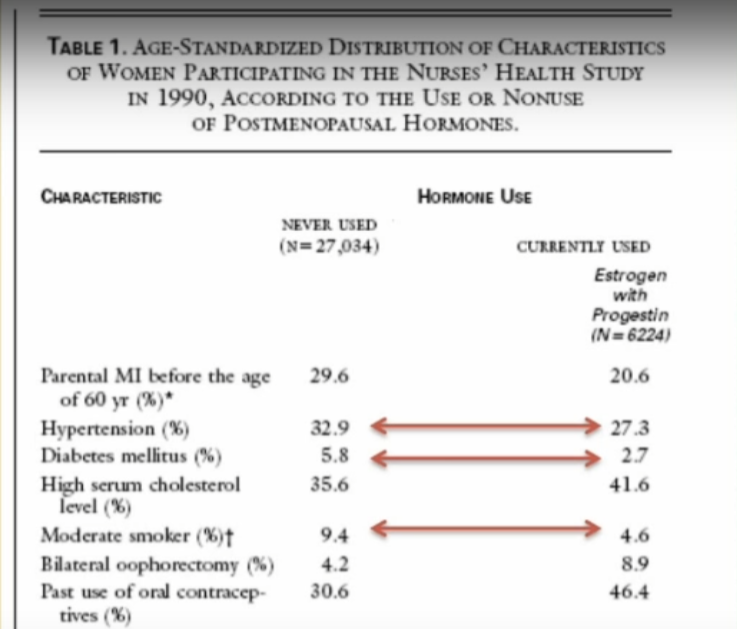 TABLE 1. AGE-STANDARDIZED DISTRIBUTION OF CHARACTERISTICS
OF WOMEN PARTICIPATING IN THE NURSES' HEALTH STUDY
IN 1990, ACCORDING TO THE USE OR NONUSE
OF POSTMENOPAUSAL HORMONES.
CHARACTERISTIC HORMONE USE
NEVER USED
(N=27,034) CURRENTLY USED
Estrogen
with
Progestin
(N=6224)
Parental MI before the age 29.6 20.6
of 60 yr (%)*
Hypertension (%) 32.9 27.3
Diabetes mellitus (%) 5.8 2.7
High serum cholesterol 35.6 41.6
level (%)
Moderate smoker (%)† 9.4 4.6
Bilateral oophorectomy (%) 4.2 8.9
Past use of oral contracep- 30.6 46.4
tives (%)